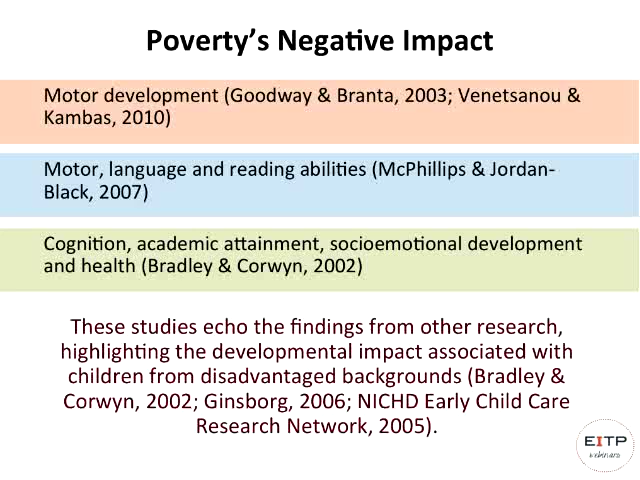 Poverty's Negative Impact
Motor development (Goodway & Branta, 2003; Venetsanou &
Kambas, 2010)
Motor, language and reading abilities (McPhillips & Jordan-
Black, 2007)
Cognition, academic attainment, socioemotional development
and health (Bradley & Corwyn, 2002)
These studies echo the findings from other research,
highlighting the developmental impact associated with
children from disadvantaged backgrounds (Bradley &
Corwyn, 2002; Ginsborg, 2006; NICHD Early Child Care
Research Network, 2005).
EITP
webinars